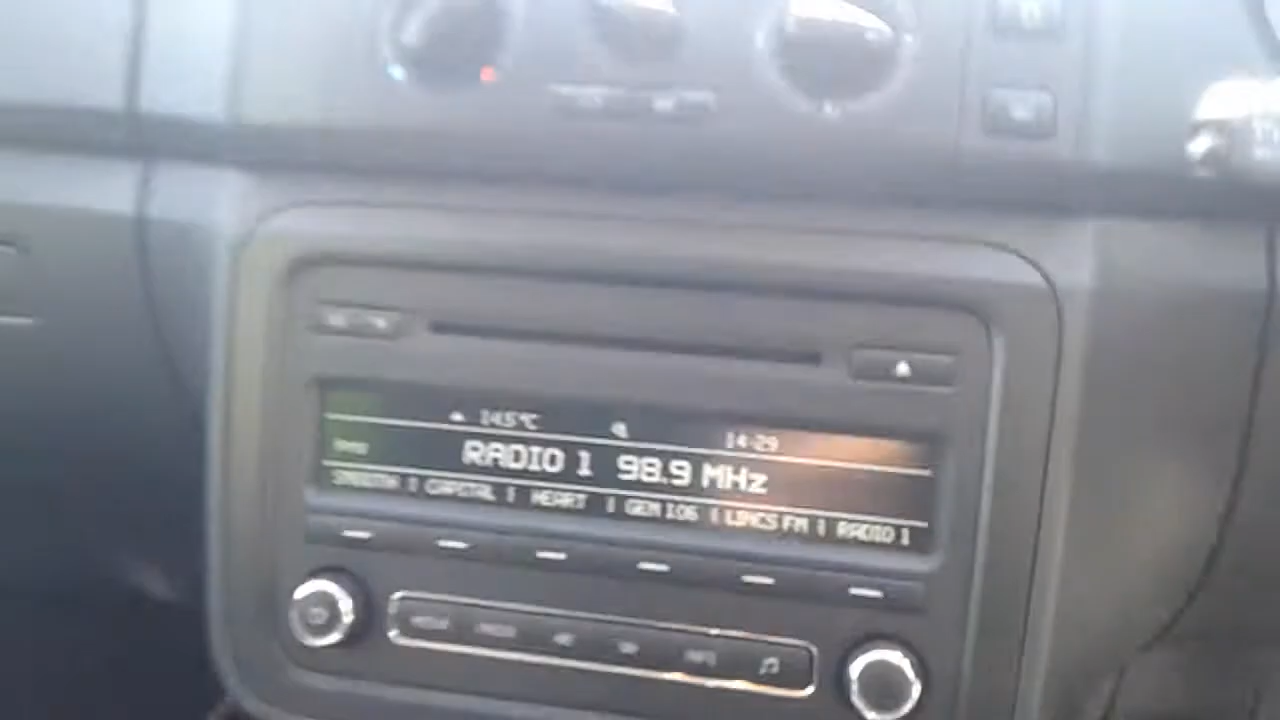 14.5°C 14:29
RADIO 1 98.9 MHz
SMOOTH | CAPITAL | HEART | GEM 106 | LINCS FM | RADIO 1